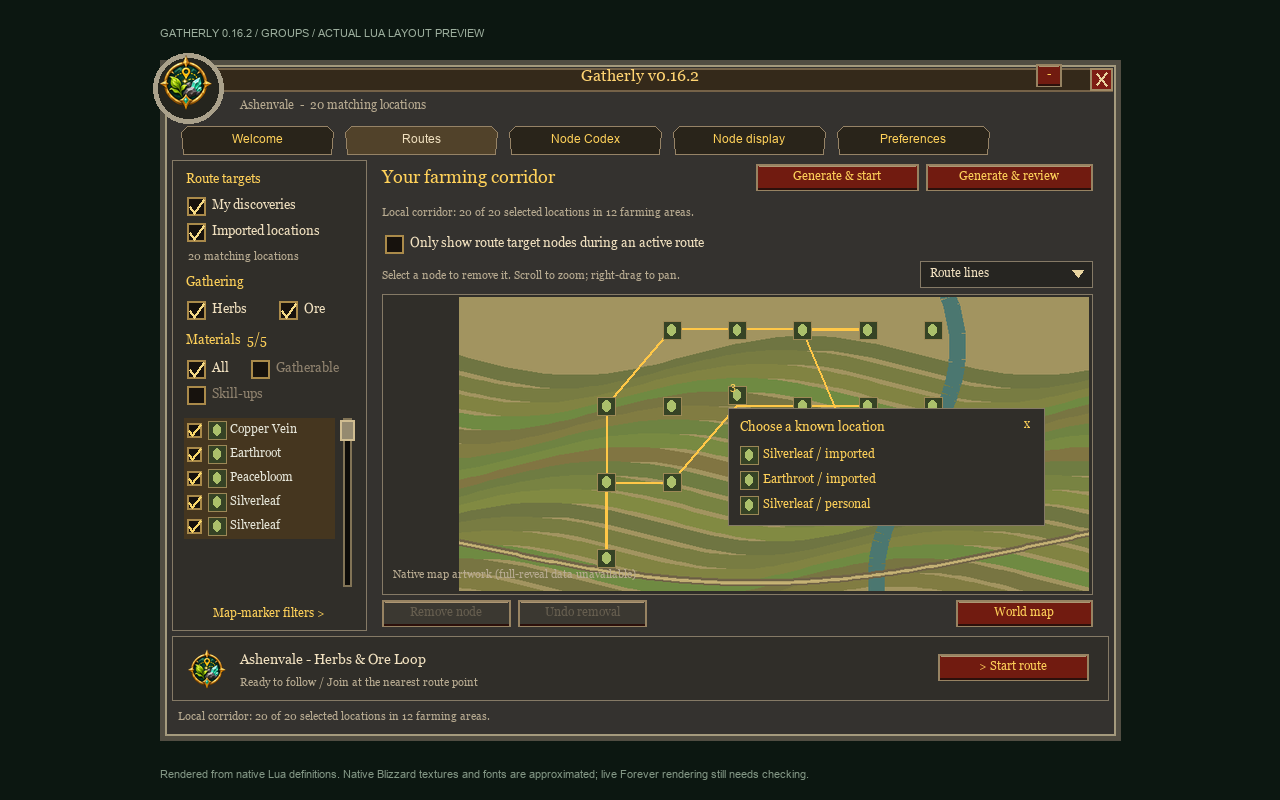 GATHERLY 0.16.2 / GROUPS / ACTUAL LUA LAYOUT PREVIEW
Gatherly v0.16.2
-
X
Ashenvale - 20 matching locations
Welcome
Routes
Node Codex
Node display
Preferences
Route targets
My discoveries
Imported locations
20 matching locations
Gathering
Herbs
Ore
Materials 5/5
All
Gatherable
Skill-ups
Copper Vein
Earthroot
Peacebloom
Silverleaf
Silverleaf
Map-marker filters >
Your farming corridor
Generate & start
Generate & review
Local corridor: 20 of 20 selected locations in 12 farming areas.
Only show route target nodes during an active route
Select a node to remove it. Scroll to zoom; right-drag to pan.
Route lines
3
Choose a known location
x
Silverleaf / imported
Earthroot / imported
Silverleaf / personal
Native map artwork (full-reveal data unavailable)
Remove node
Undo removal
World map
Ashenvale - Herbs & Ore Loop
Ready to follow / Join at the nearest route point
> Start route
Local corridor: 20 of 20 selected locations in 12 farming areas.
Rendered from native Lua definitions. Native Blizzard textures and fonts are approximated; live Forever rendering still needs checking.